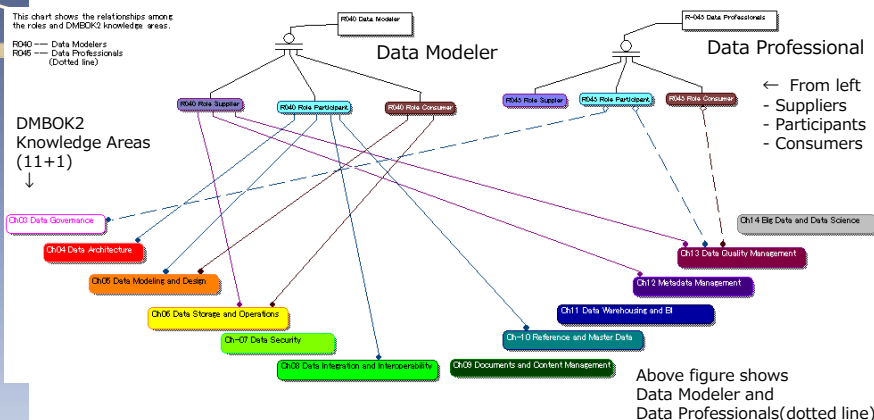 This chart shows the relationships among
the roles and DMBOK2 knowledge areas.
R040 --- Data Modelers
R045 --- Data Professionals
(Dotted line)
R040 Data Modeler
Data Modeler
R-045 Data Professionals
Data Professional
R040 Role Supplier
R040 Role Participant
R040 Role Consumer
R045 Role Supplier
R045 Role Participant
R045 Role Consumer
← From left
- Suppliers
- Participants
- Consumers
DMBOK2
Knowledge Areas
(11+1)
↓
Ch03 Data Governance
Ch04 Data Architecture
Ch05 Data Modeling and Design
Ch06 Data Storage and Operations
Ch-07 Data Security
Ch08 Data Integration and Interoperability
Ch09 Documents and Content Management
Ch-10 Reference and Master Data
Ch11 Data Warehousing and BI
Ch12 Metadata Management
Ch13 Data Quality Management
Ch14 Big Data and Data Science
Above figure shows
Data Modeler and
Data Professionals(dotted line)